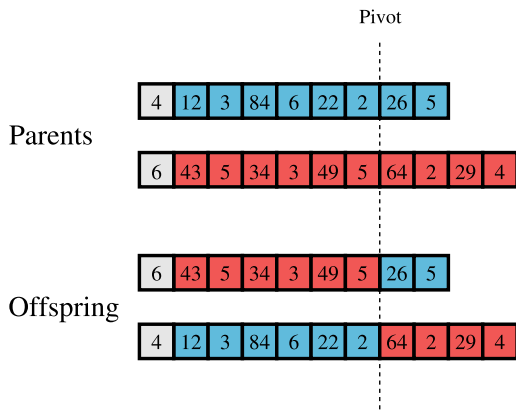 Pivot
4 12 3 84 6 22 2 26 5
Parents
6 43 5 34 3 49 5 64 2 29 4
6 43 5 34 3 49 5 26 5
Offspring
4 12 3 84 6 22 2 64 2 29 4